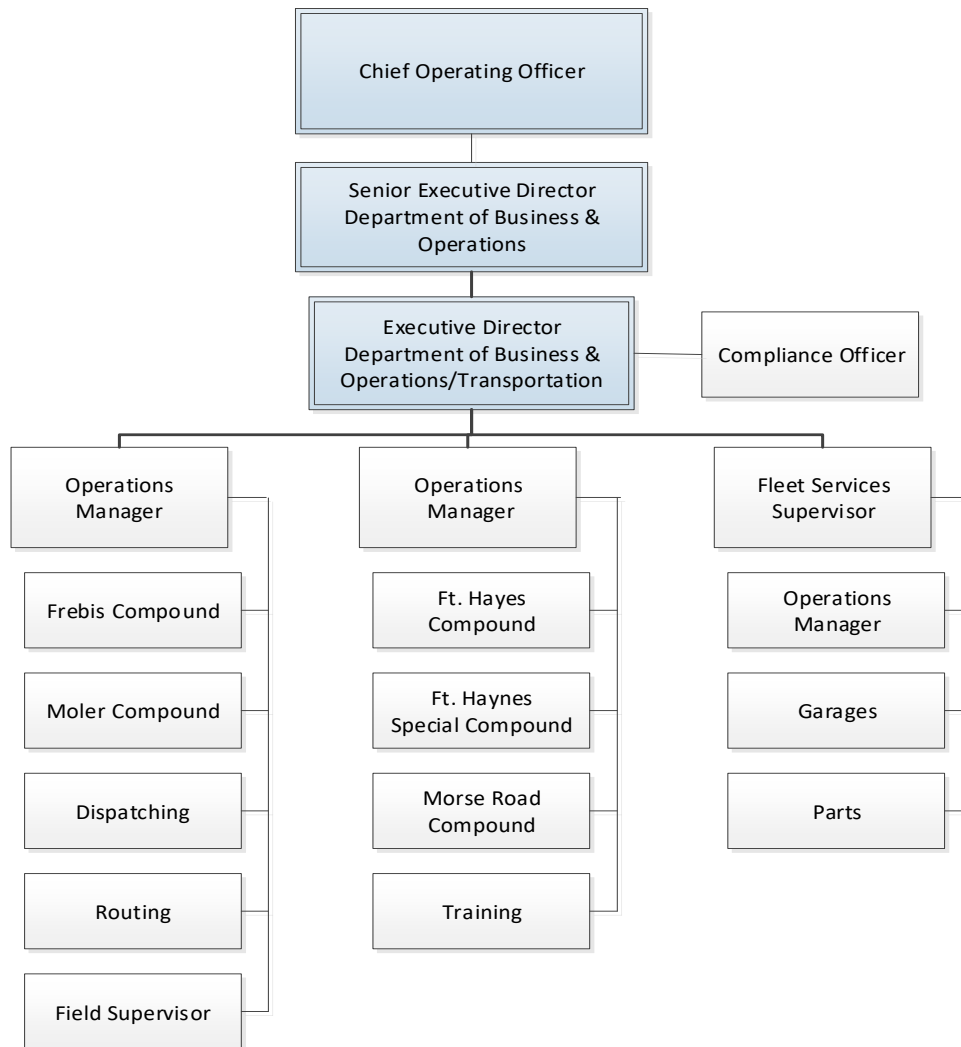 Chief Operating Officer
Senior Executive Director
Department of Business &
Operations
Executive Director
Department of Business &
Operations/Transportation
Compliance Officer
Operations
Manager
Frebis Compound
Moler Compound
Dispatching
Routing
Field Supervisor
Operations
Manager
Ft. Hayes
Compound
Ft. Haynes
Special Compound
Morse Road
Compound
Training
Fleet Services
Supervisor
Operations
Manager
Garages
Parts